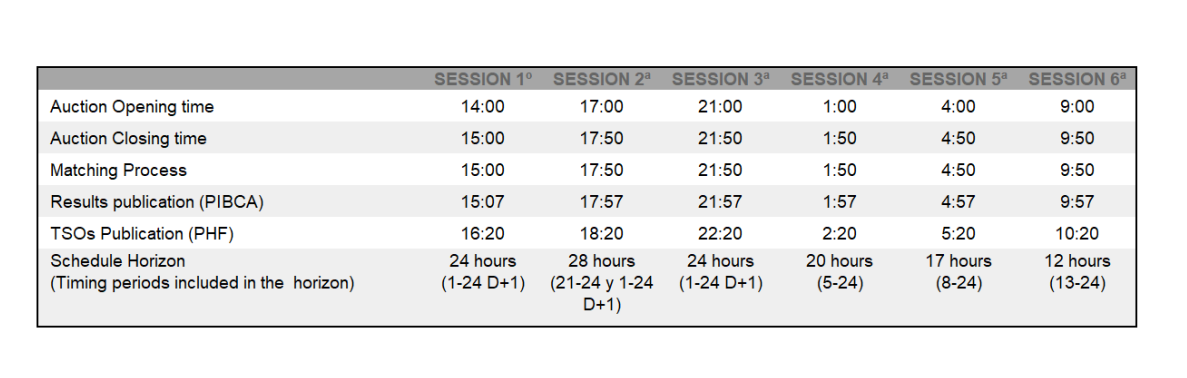 SESSION 1º SESSION 2ª SESSION 3ª SESSION 4ª SESSION 5ª SESSION 6ª
Auction Opening time 14:00 17:00 21:00 1:00 4:00 9:00
Auction Closing time 15:00 17:50 21:50 1:50 4:50 9:50
Matching Process 15:00 17:50 21:50 1:50 4:50 9:50
Results publication (PIBCA) 15:07 17:57 21:57 1:57 4:57 9:57
TSOs Publication (PHF) 16:20 18:20 22:20 2:20 5:20 10:20
Schedule Horizon 24 hours 28 hours 24 hours 20 hours 17 hours 12 hours
(Timing periods included in the horizon) (1-24 D+1) (21-24 y 1-24 (1-24 D+1) (5-24) (8-24) (13-24)
D+1)